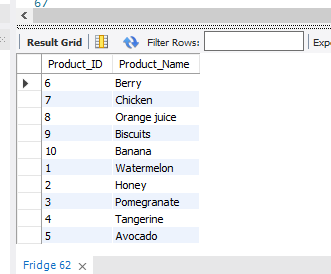 67
Result Grid Filter Rows: Expo
Product_ID Product_Name
6 Berry
7 Chicken
8 Orange juice
9 Biscuits
10 Banana
1 Watermelon
2 Honey
3 Pomegranate
4 Tangerine
5 Avocado
Fridge 62